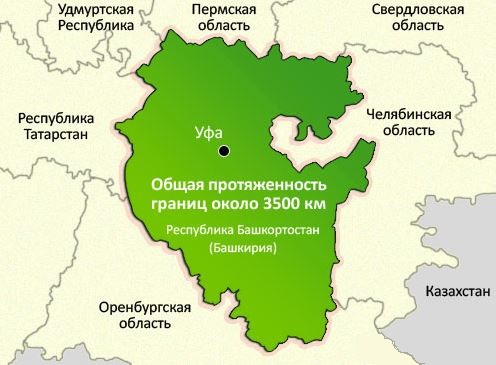 Удмуртская
Республика
Пермская
область
Свердловская
область
Республика
Татарстан
Челябинская
область
Уфа
Общая протяженность
границ около 3500 км
Республика Башкортостан
(Башкирия)
Казахстан
Оренбургская
область